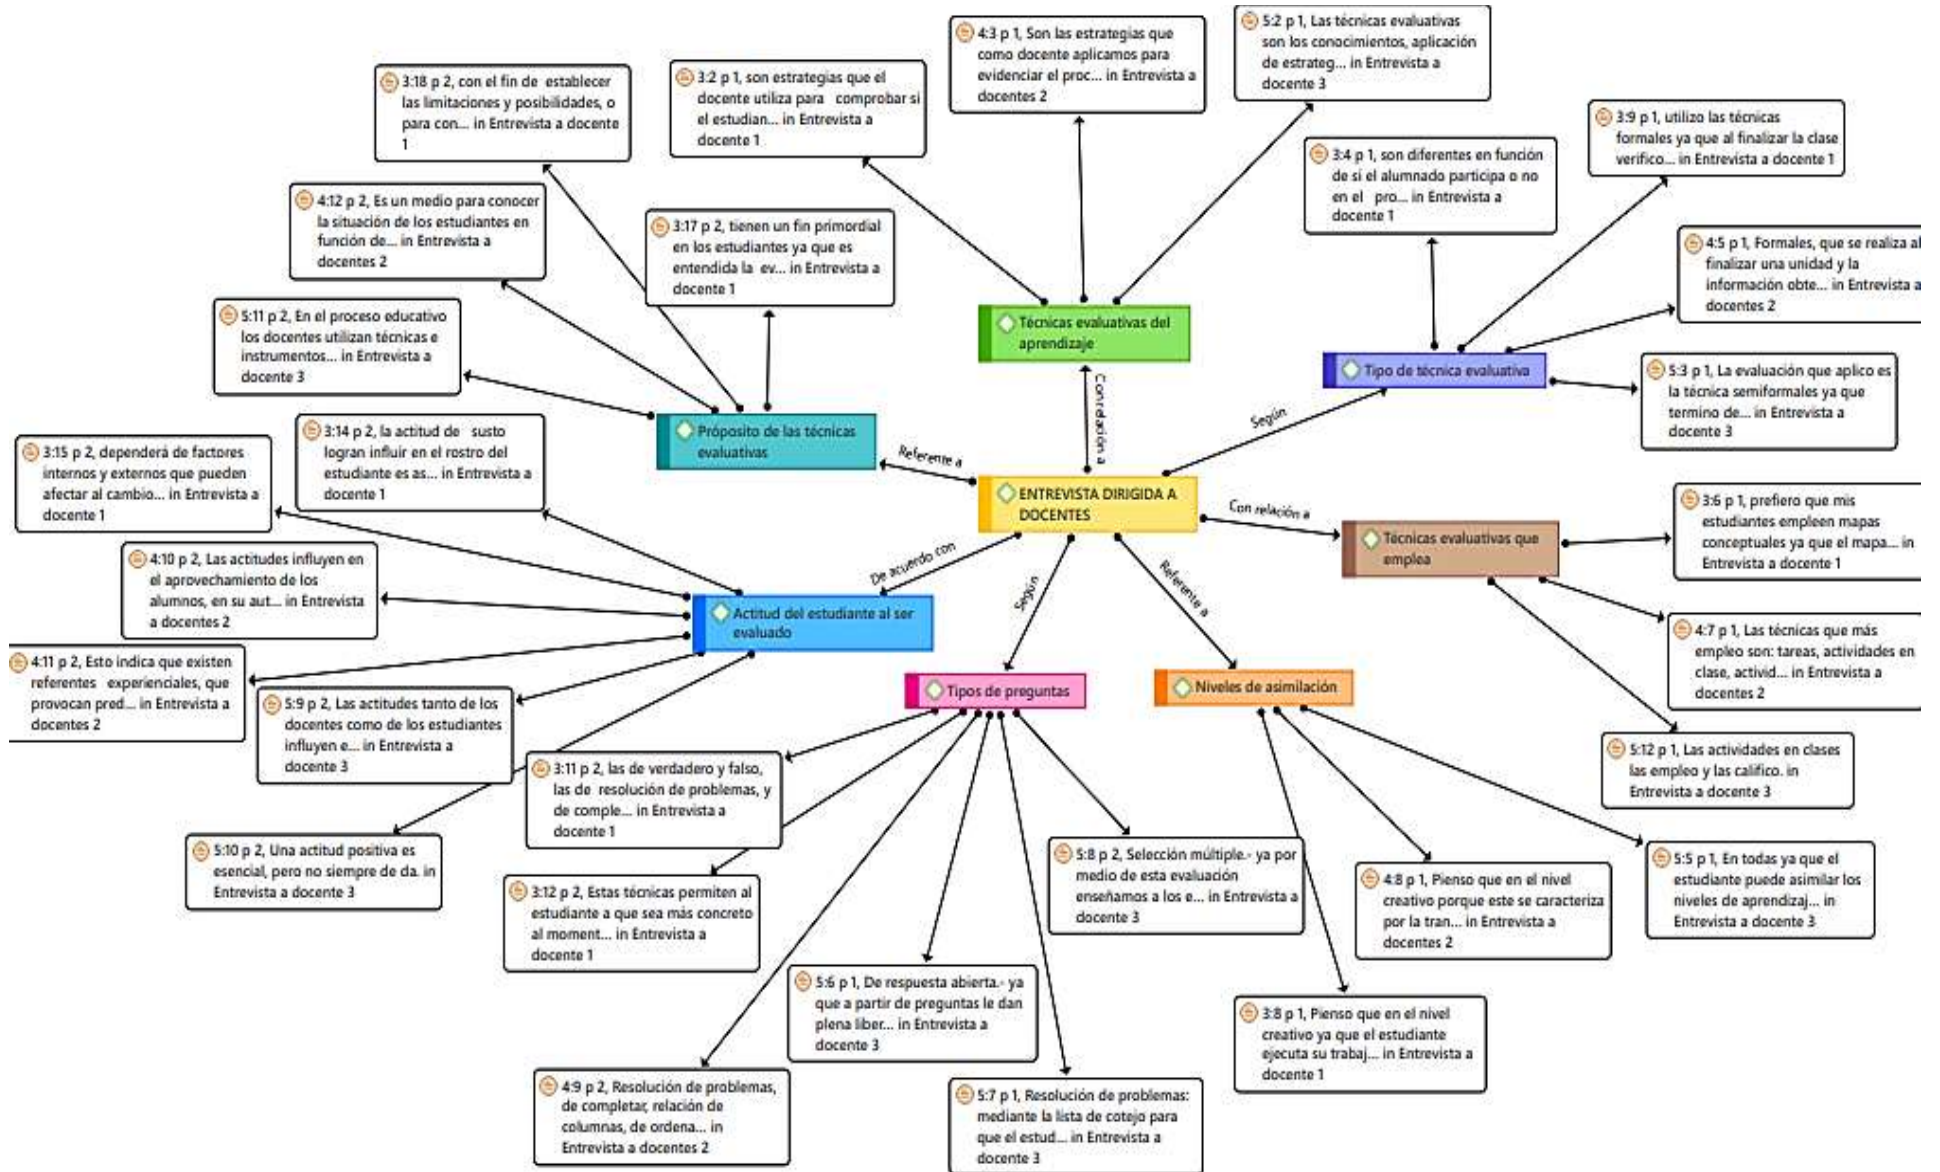 4:3 p 1, Son las estrategias que
como docente aplicamos para
evidenciar el proc... in Entrevista a
docentes 2
5:2 p 1, Las técnicas evaluativas
son los conocimientos, aplicación
de estrateg... in Entrevista a
docente 3
3:18 p 2, con el fin de establecer
las limitaciones y posibilidades, o
para con... in Entrevista a docente
1
3:2 p 1, son estrategias que el
docente utiliza para comprobar si
el estudian... in Entrevista a
docente 1
3:9 p 1, utilizo las técnicas
formales ya que al finalizar la clase
verifico... in Entrevista a docente 1
3:4 p 1, son diferentes en función
de si el alumnado participa o no
en el pro... in Entrevista a
docente 1
4:12 p 2, Es un medio para conocer
la situación de los estudiantes en
función de... in Entrevista a
docentes 2
3:17 p 2, tienen un fin primordial
en los estudiantes ya que es
entendida la ev... in Entrevista a
docente 1
4:5 p 1, Formales, que se realiza al
finalizar una unidad y la
información obte... in Entrevista a
docentes 2
5:11 p 2, En el proceso educativo
los docentes utilizan técnicas e
instrumentos... in Entrevista a
docente 3
Técnicas evaluativas del
aprendizaje
Tipo de técnica evaluativa
5:3 p 1, La evaluación que aplico es
la técnica semiformales ya que
termino de... in Entrevista a
docente 3
Con relación a
Según
3:14 p 2, la actitud de susto
logran influir en el rostro del
estudiante es as... in Entrevista a
docente 1
Próposito de las técnicas
evaluativas
Referente a
3:15 p 2, dependerá de factores
internos y externos que pueden
afectar al cambio... in Entrevista a
docente 1
ENTREVISTA DIRIGIDA A
DOCENTES
Con relación a
Técnicas evaluativas que
emplea
3:6 p 1, prefiero que mis
estudiantes empleen mapas
conceptuales ya que el mapa... in
Entrevista a docente 1
4:10 p 2, Las actitudes influyen en
el aprovechamiento de los
alumnos, en su aut... in Entrevista
a docentes 2
De acuerdo con
Según
Referente a
Actitud del estudiante al ser
evaluado
4:7 p 1, Las técnicas que más
empleo son: tareas, actividades en
clase, activid... in Entrevista a
docentes 2
4:11 p 2, Esto indica que existen
referentes experienciales, que
provocan pred... in Entrevista a
docentes 2
Tipos de preguntas
Niveles de asimilación
5:9 p 2, Las actitudes tanto de los
docentes como de los estudiantes
influyen e... in Entrevista a
docente 3
5:12 p 1, Las actividades en clases
las empleo y las califico. in
Entrevista a docente 3
3:11 p 2, las de verdadero y falso,
las de resolución de problemas, y
de comple... in Entrevista a
docente 1
5:10 p 2, Una actitud positiva es
esencial, pero no siempre de da. in
Entrevista a docente 3
5:8 p 2, Selección múltiple.- ya por
medio de esta evaluación
enseñamos a los e... in Entrevista a
docente 3
5:5 p 1, En todas ya que el
estudiante puede asimilar los
niveles de aprendizaj... in
Entrevista a docente 3
4:8 p 1, Pienso que en el nivel
creativo porque este se caracteriza
por la tran... in Entrevista a
docentes 2
3:12 p 2, Estas técnicas permiten al
estudiante a que sea más concreto
al moment... in Entrevista a
docente 1
5:6 p 1, De respuesta abierta.- ya
que a partir de preguntas le dan
plena liber... in Entrevista a
docente 3
3:8 p 1, Pienso que en el nivel
creativo ya que el estudiante
ejecuta su trabaj... in Entrevista a
docente 1
4:9 p 2, Resolución de problemas,
de completar, relación de
columnas, de ordena... in
Entrevista a docentes 2
5:7 p 1, Resolución de problemas:
mediante la lista de cotejo para
que el estud... in Entrevista a
docente 3